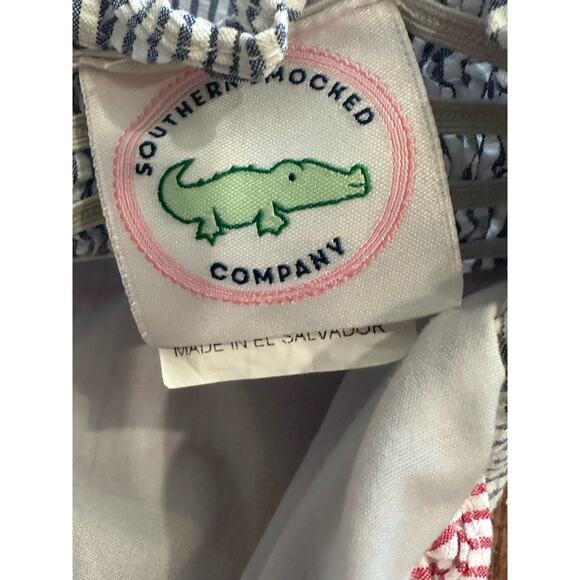 SOUTHERN SMOCKED
COMPANY
MADE IN EL SALVADOR